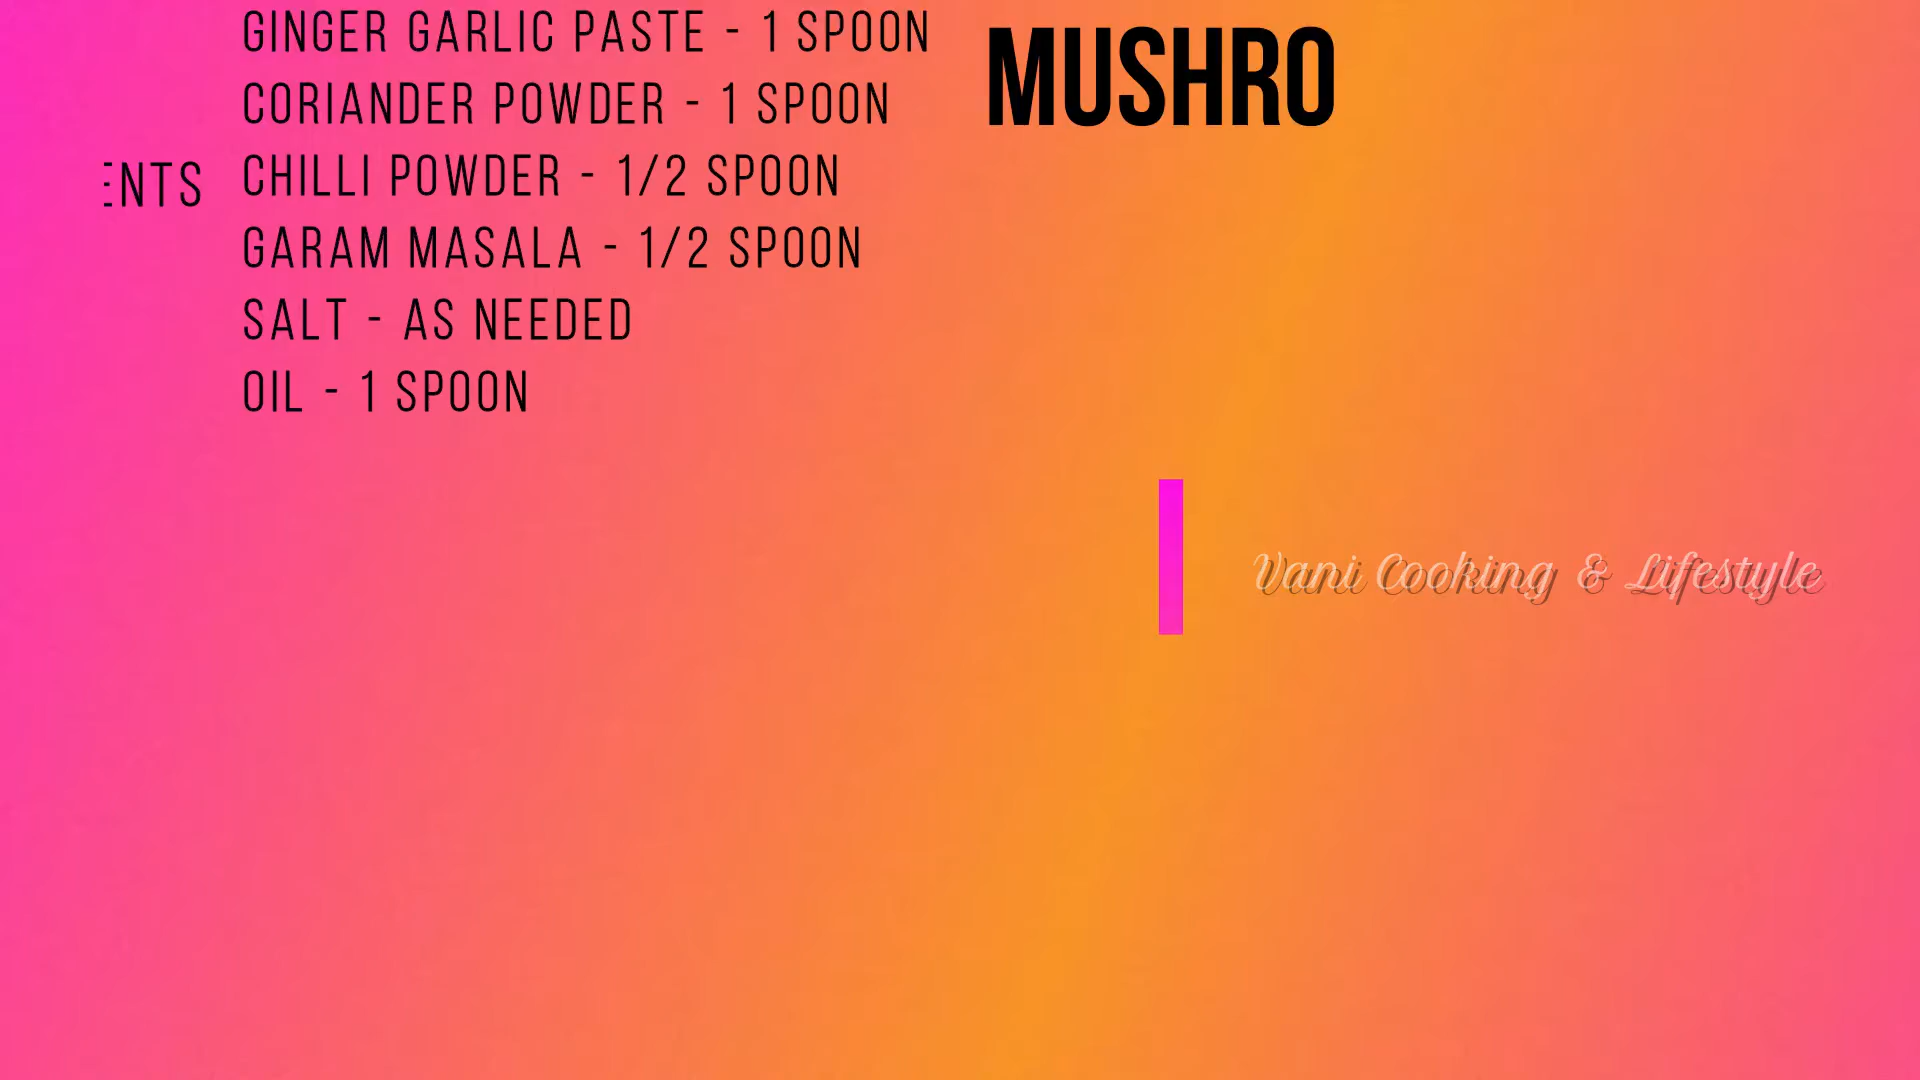 GINGER GARLIC PASTE - 1 SPOON
CORIANDER POWDER - 1 SPOON
CHILLI POWDER - 1/2 SPOON
GARAM MASALA - 1/2 SPOON
SALT - AS NEEDED
OIL - 1 SPOON
ENTS
MUSHRO
Vani Cooking & Lifestyle